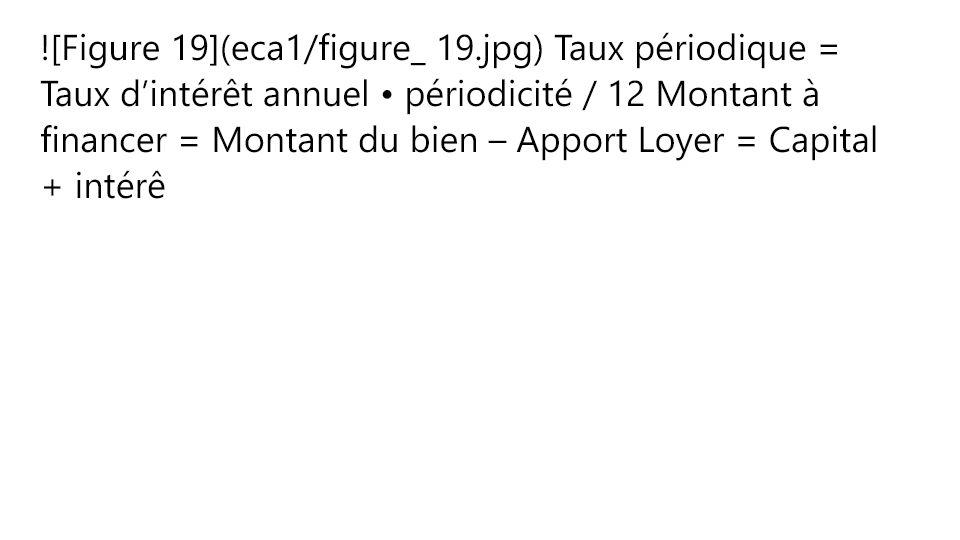 ![Figure 19](eca1/figure_ 19.jpg) Taux périodique =
Taux d’intérêt annuel • périodicité / 12 Montant à
financer = Montant du bien – Apport Loyer = Capital
+ intérê